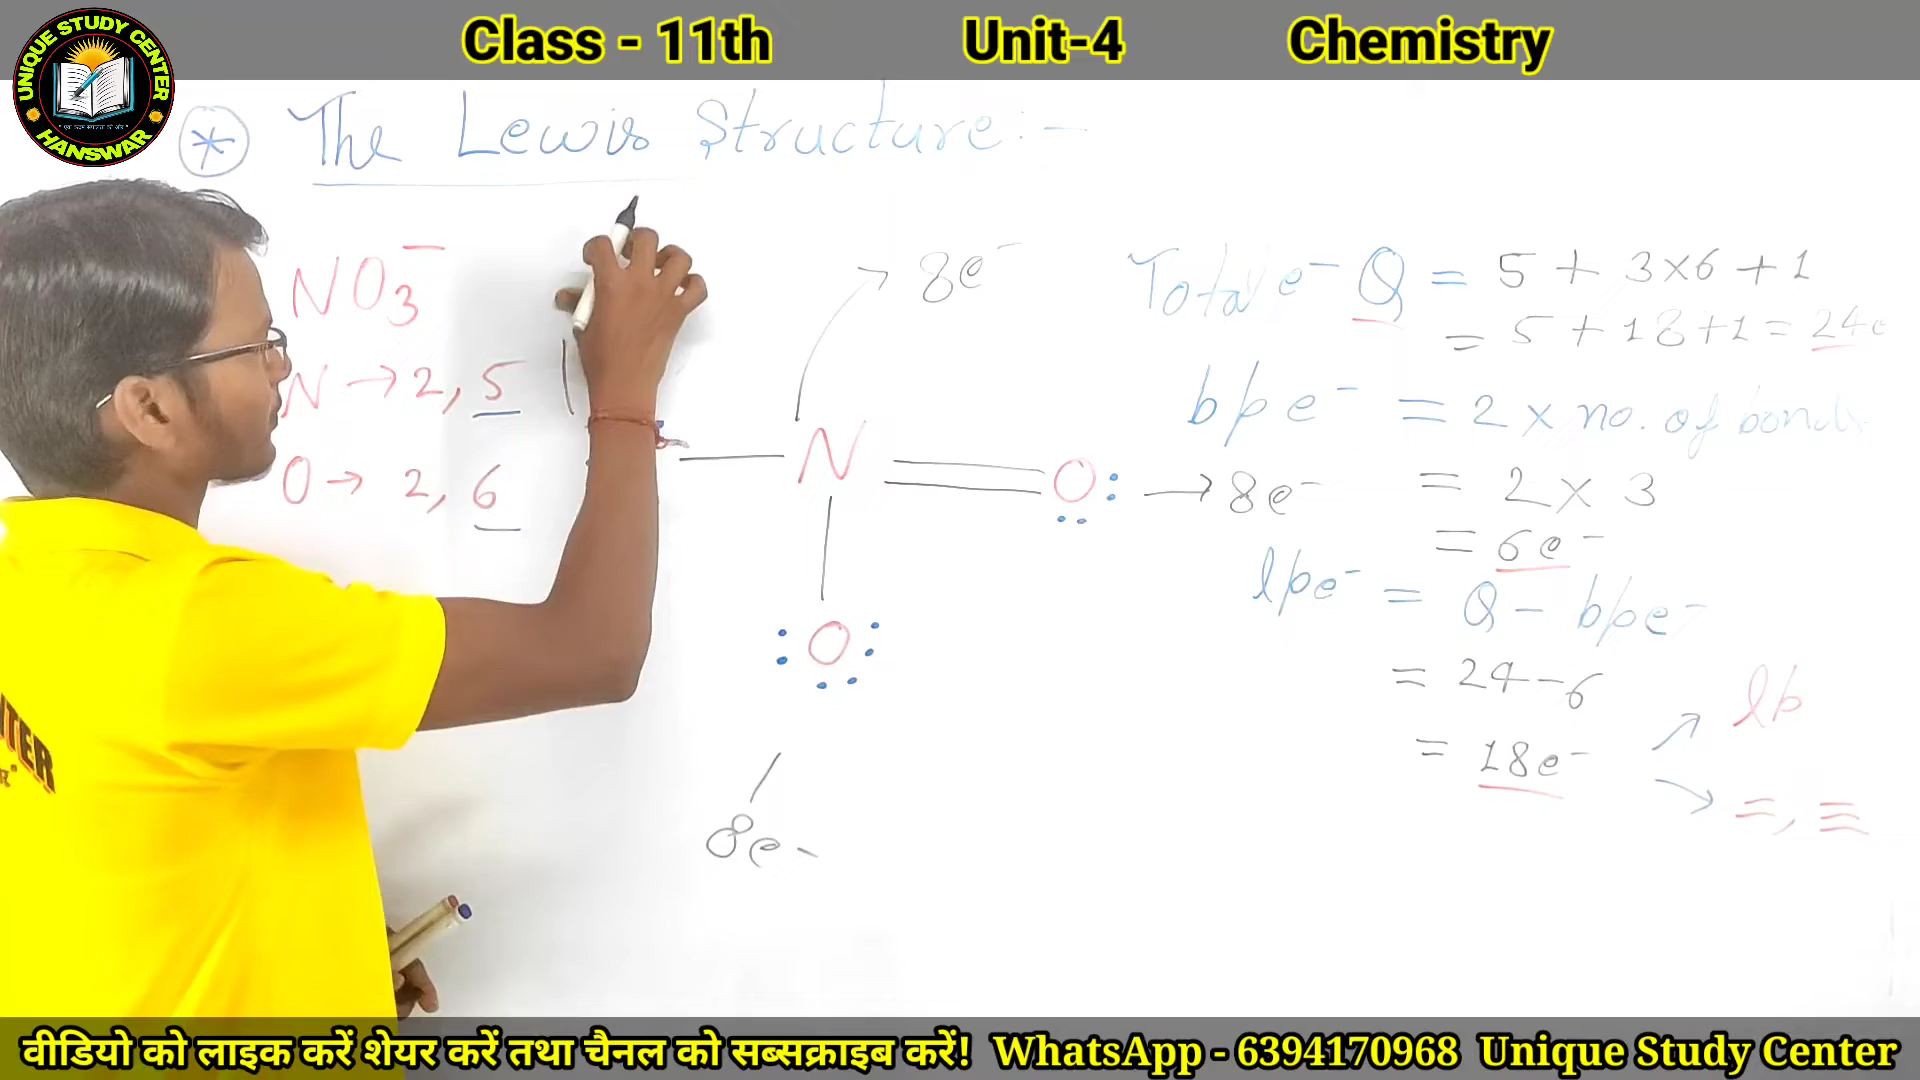 Class - 11th Unit-4 Chemistry
UNIQUE STUDY CENTER
HANSWAR
* The Lewis Structure:-
NO3⁻
N → 2, 5
O → 2, 6
8e⁻
N
O: → 8e⁻
O
8e⁻
Total e⁻ Q = 5 + 3×6 + 1
= 5 + 18 + 1 = 24e
bpe⁻ = 2 × no. of bonds
= 2 × 3
= 6e⁻
lpe⁻ = Q - bpe⁻
= 24 - 6
= 18e⁻
lp
=, ≡
वीडियो को लाइक करें शेयर करें तथा चैनल को सब्सक्राइब करें! WhatsApp - 6394170968 Unique Study Center